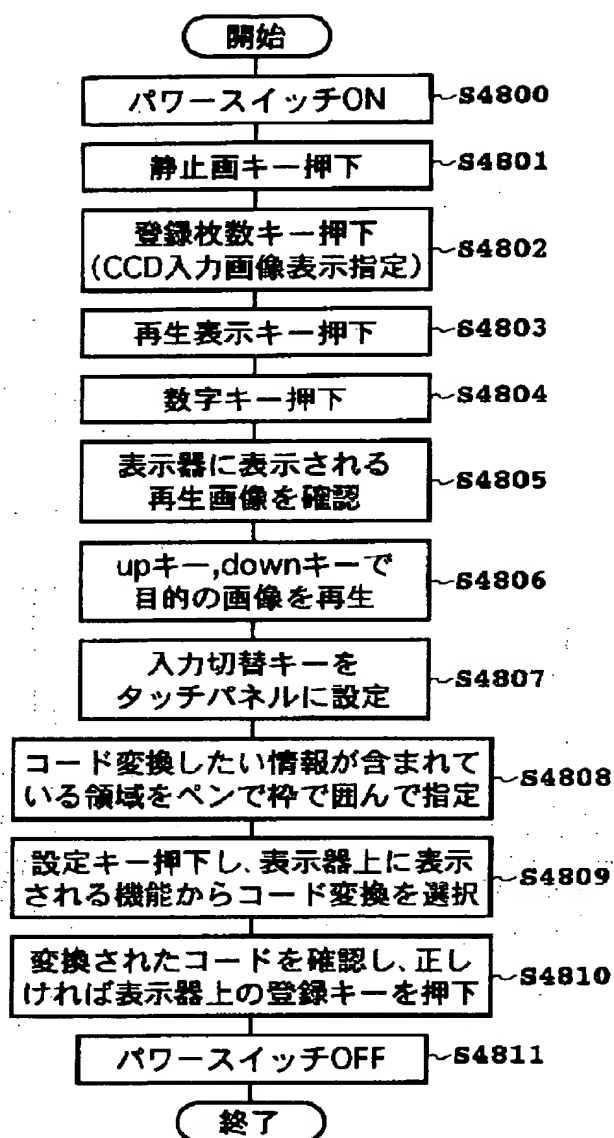 開始
パワースイッチON
S4800
静止画キー押下
S4801
登録枚数キー押下
(CCD入力画像表示指定)
S4802
再生表示キー押下
S4803
数字キー押下
S4804
表示器に表示される
再生画像を確認
S4805
upキー,downキーで
目的の画像を再生
S4806
入力切替キーを
タッチパネルに設定
S4807
コード変換したい情報が含まれて
いる領域をペンで枠で囲んで指定
S4808
設定キー押下し、表示器上に表示
される機能からコード変換を選択
S4809
変換されたコードを確認し、正し
ければ表示器上の登録キーを押下
S4810
パワースイッチOFF
S4811
終了